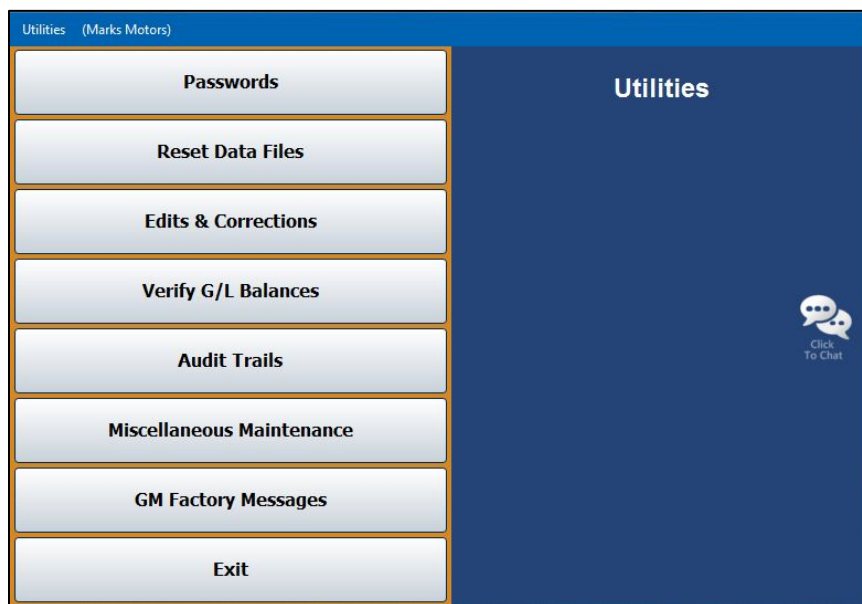 Utilities (Marks Motors)
Passwords
Utilities
Reset Data Files
Edits & Corrections
Verify G/L Balances
Audit Trails
Click
To Chat
Miscellaneous Maintenance
GM Factory Messages
Exit